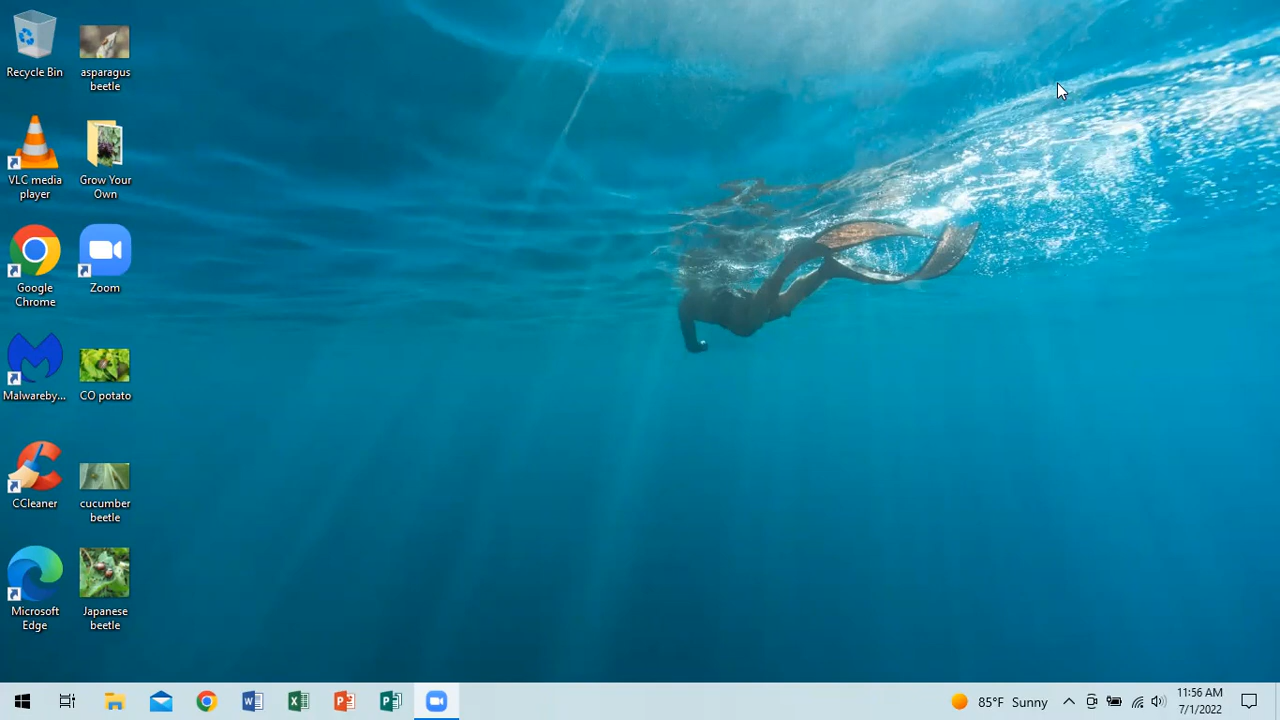 Recycle Bin
asparagus
beetle
VLC media
player
Grow Your
Own
Google
Chrome
Zoom
Malwareby...
CO potato
CCleaner
cucumber
beetle
Microsoft
Edge
Japanese
beetle
85°F Sunny
11:56 AM
7/1/2022